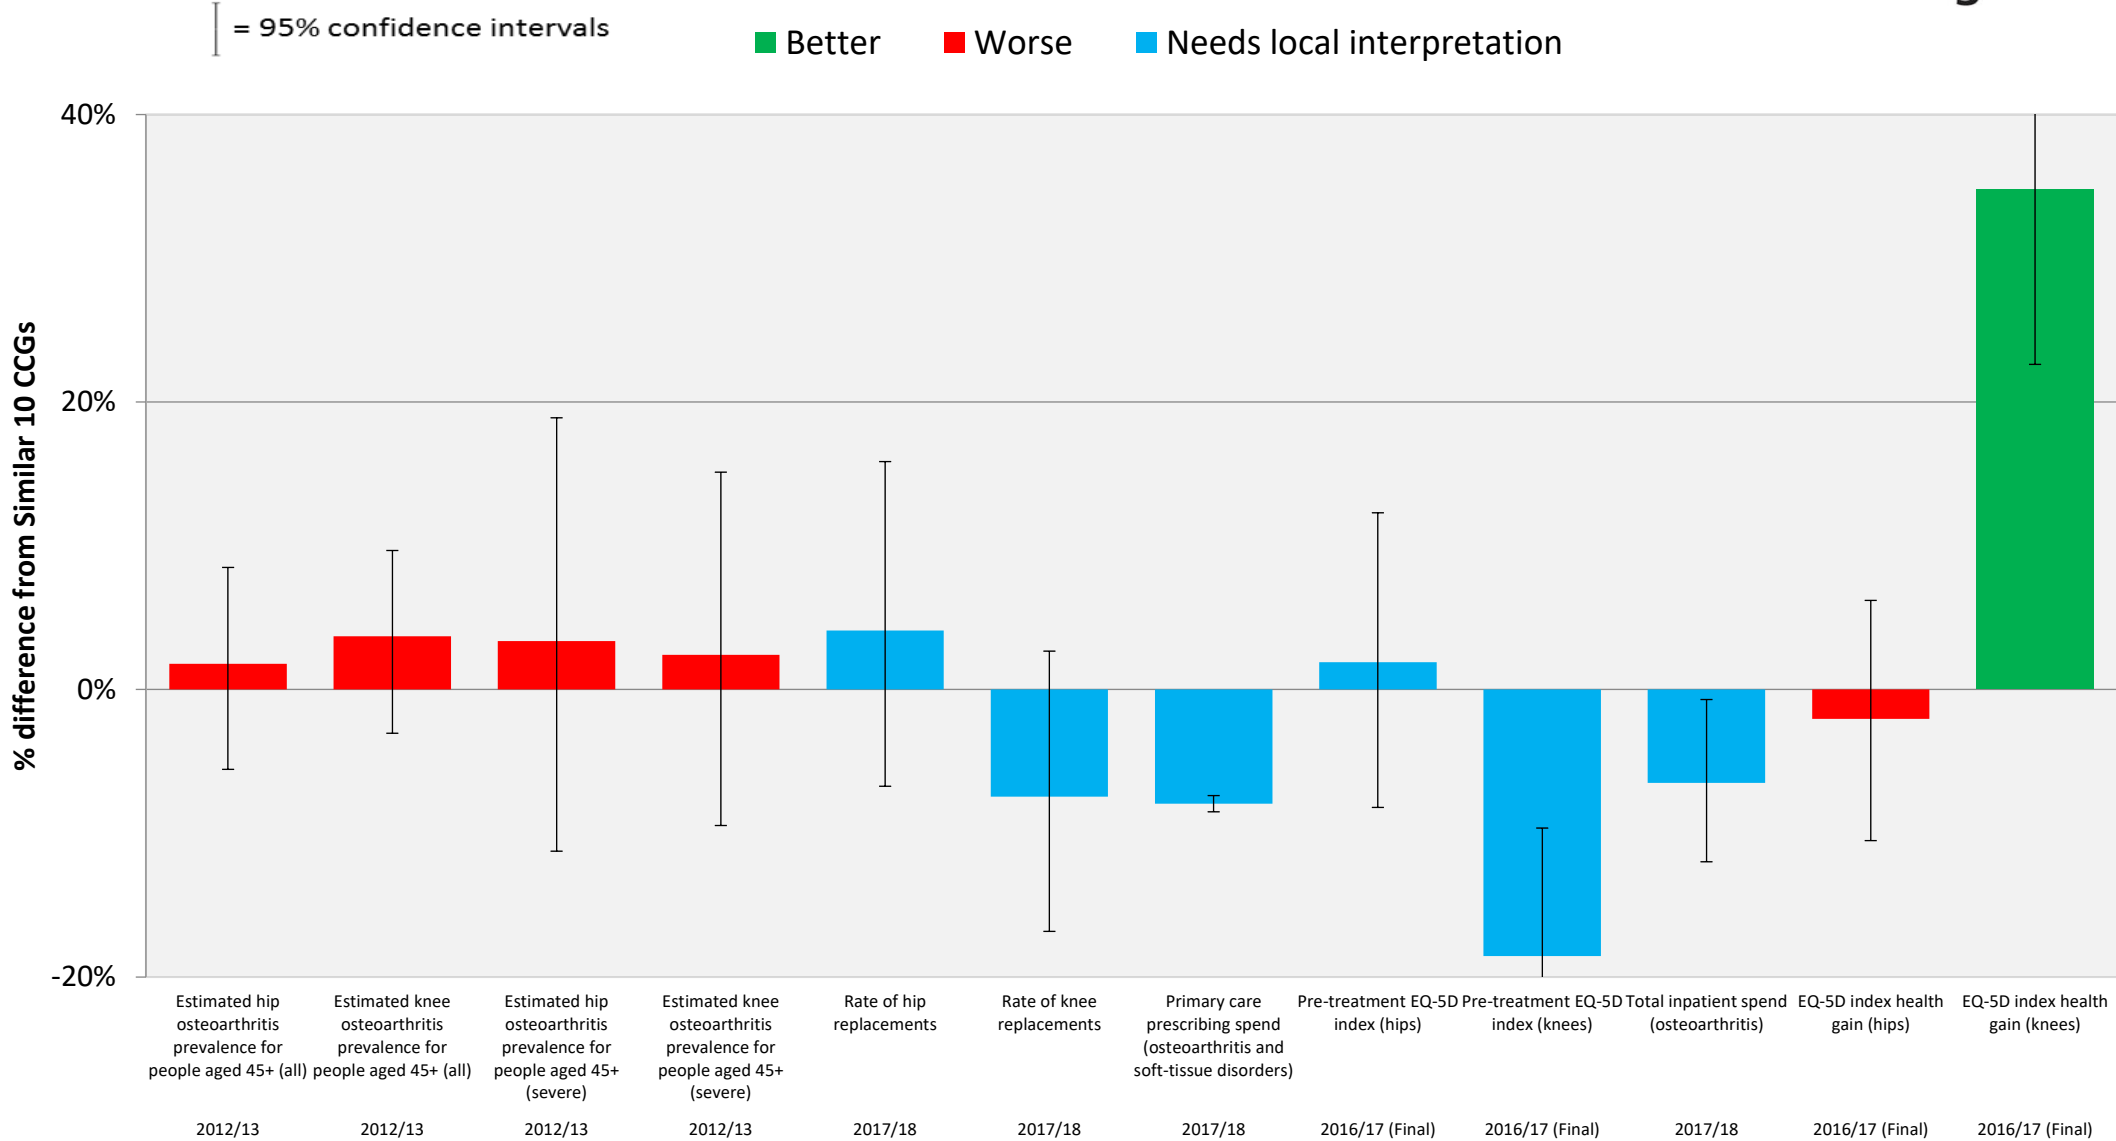 = 95% confidence intervals
Better Worse Needs local interpretation
% difference from Similar 10 CCGs
40%
20%
0%
-20%
Estimated hip
osteoarthritis
prevalence for
people aged 45+ (all)
2012/13
Estimated knee
osteoarthritis
prevalence for
people aged 45+ (all)
2012/13
Estimated hip
osteoarthritis
prevalence for
people aged 45+
(severe)
2012/13
Estimated knee
osteoarthritis
prevalence for
people aged 45+
(severe)
2012/13
Rate of hip
replacements
2017/18
Rate of knee
replacements
2017/18
Primary care
prescribing spend
(osteoarthritis and
soft-tissue disorders)
2017/18
Pre-treatment EQ-5D
index (hips)
2016/17 (Final)
Pre-treatment EQ-5D
index (knees)
2016/17 (Final)
Total inpatient spend
(osteoarthritis)
2017/18
EQ-5D index health
gain (hips)
2016/17 (Final)
EQ-5D index health
gain (knees)
2016/17 (Final)